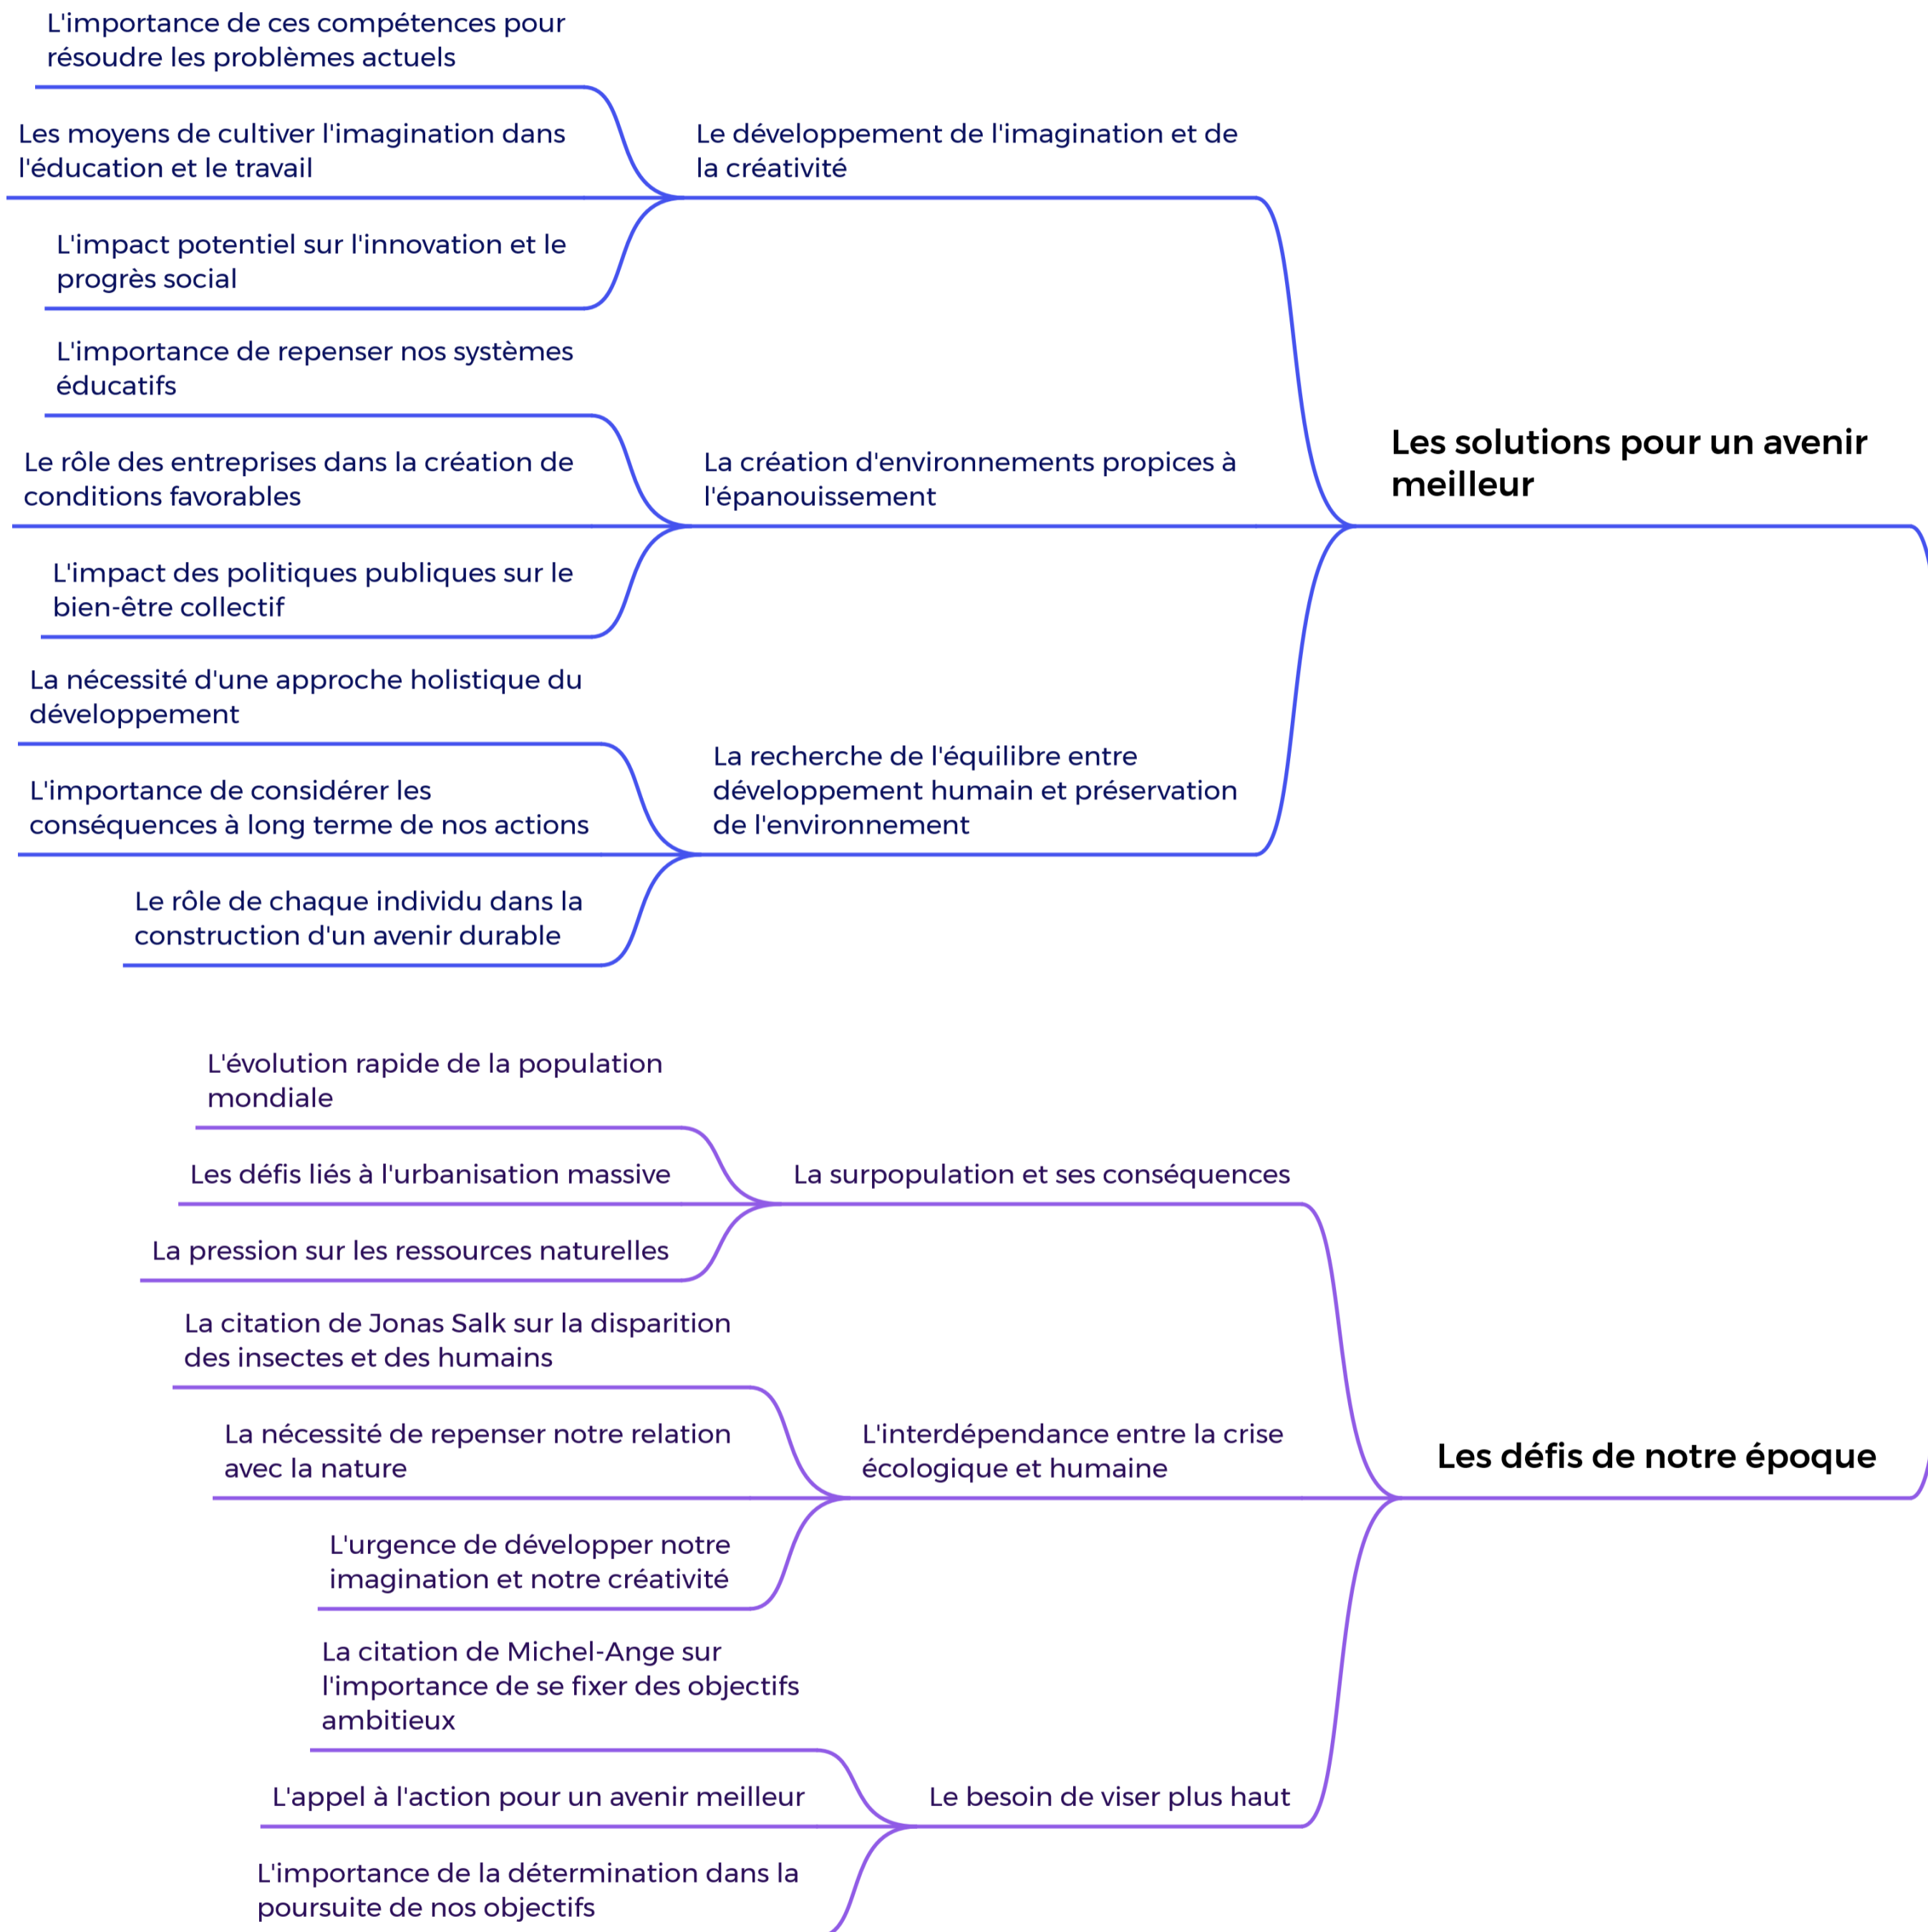 L'importance de ces compétences pour
résoudre les problèmes actuels
Les moyens de cultiver l'imagination dans
l'éducation et le travail
L'impact potentiel sur l'innovation et le
progrès social
Le développement de l'imagination et de
la créativité
L'importance de repenser nos systèmes
éducatifs
Le rôle des entreprises dans la création de
conditions favorables
L'impact des politiques publiques sur le
bien-être collectif
La création d'environnements propices à
l'épanouissement
La nécessité d'une approche holistique du
développement
L'importance de considérer les
conséquences à long terme de nos actions
Le rôle de chaque individu dans la
construction d'un avenir durable
La recherche de l'équilibre entre
développement humain et préservation
de l'environnement
Les solutions pour un avenir
meilleur
L'évolution rapide de la population
mondiale
Les défis liés à l'urbanisation massive
La pression sur les ressources naturelles
La surpopulation et ses conséquences
La citation de Jonas Salk sur la disparition
des insectes et des humains
La nécessité de repenser notre relation
avec la nature
L'urgence de développer notre
imagination et notre créativité
L'interdépendance entre la crise
écologique et humaine
La citation de Michel-Ange sur
l'importance de se fixer des objectifs
ambitieux
L'appel à l'action pour un avenir meilleur
L'importance de la détermination dans la
poursuite de nos objectifs
Le besoin de viser plus haut
Les défis de notre époque